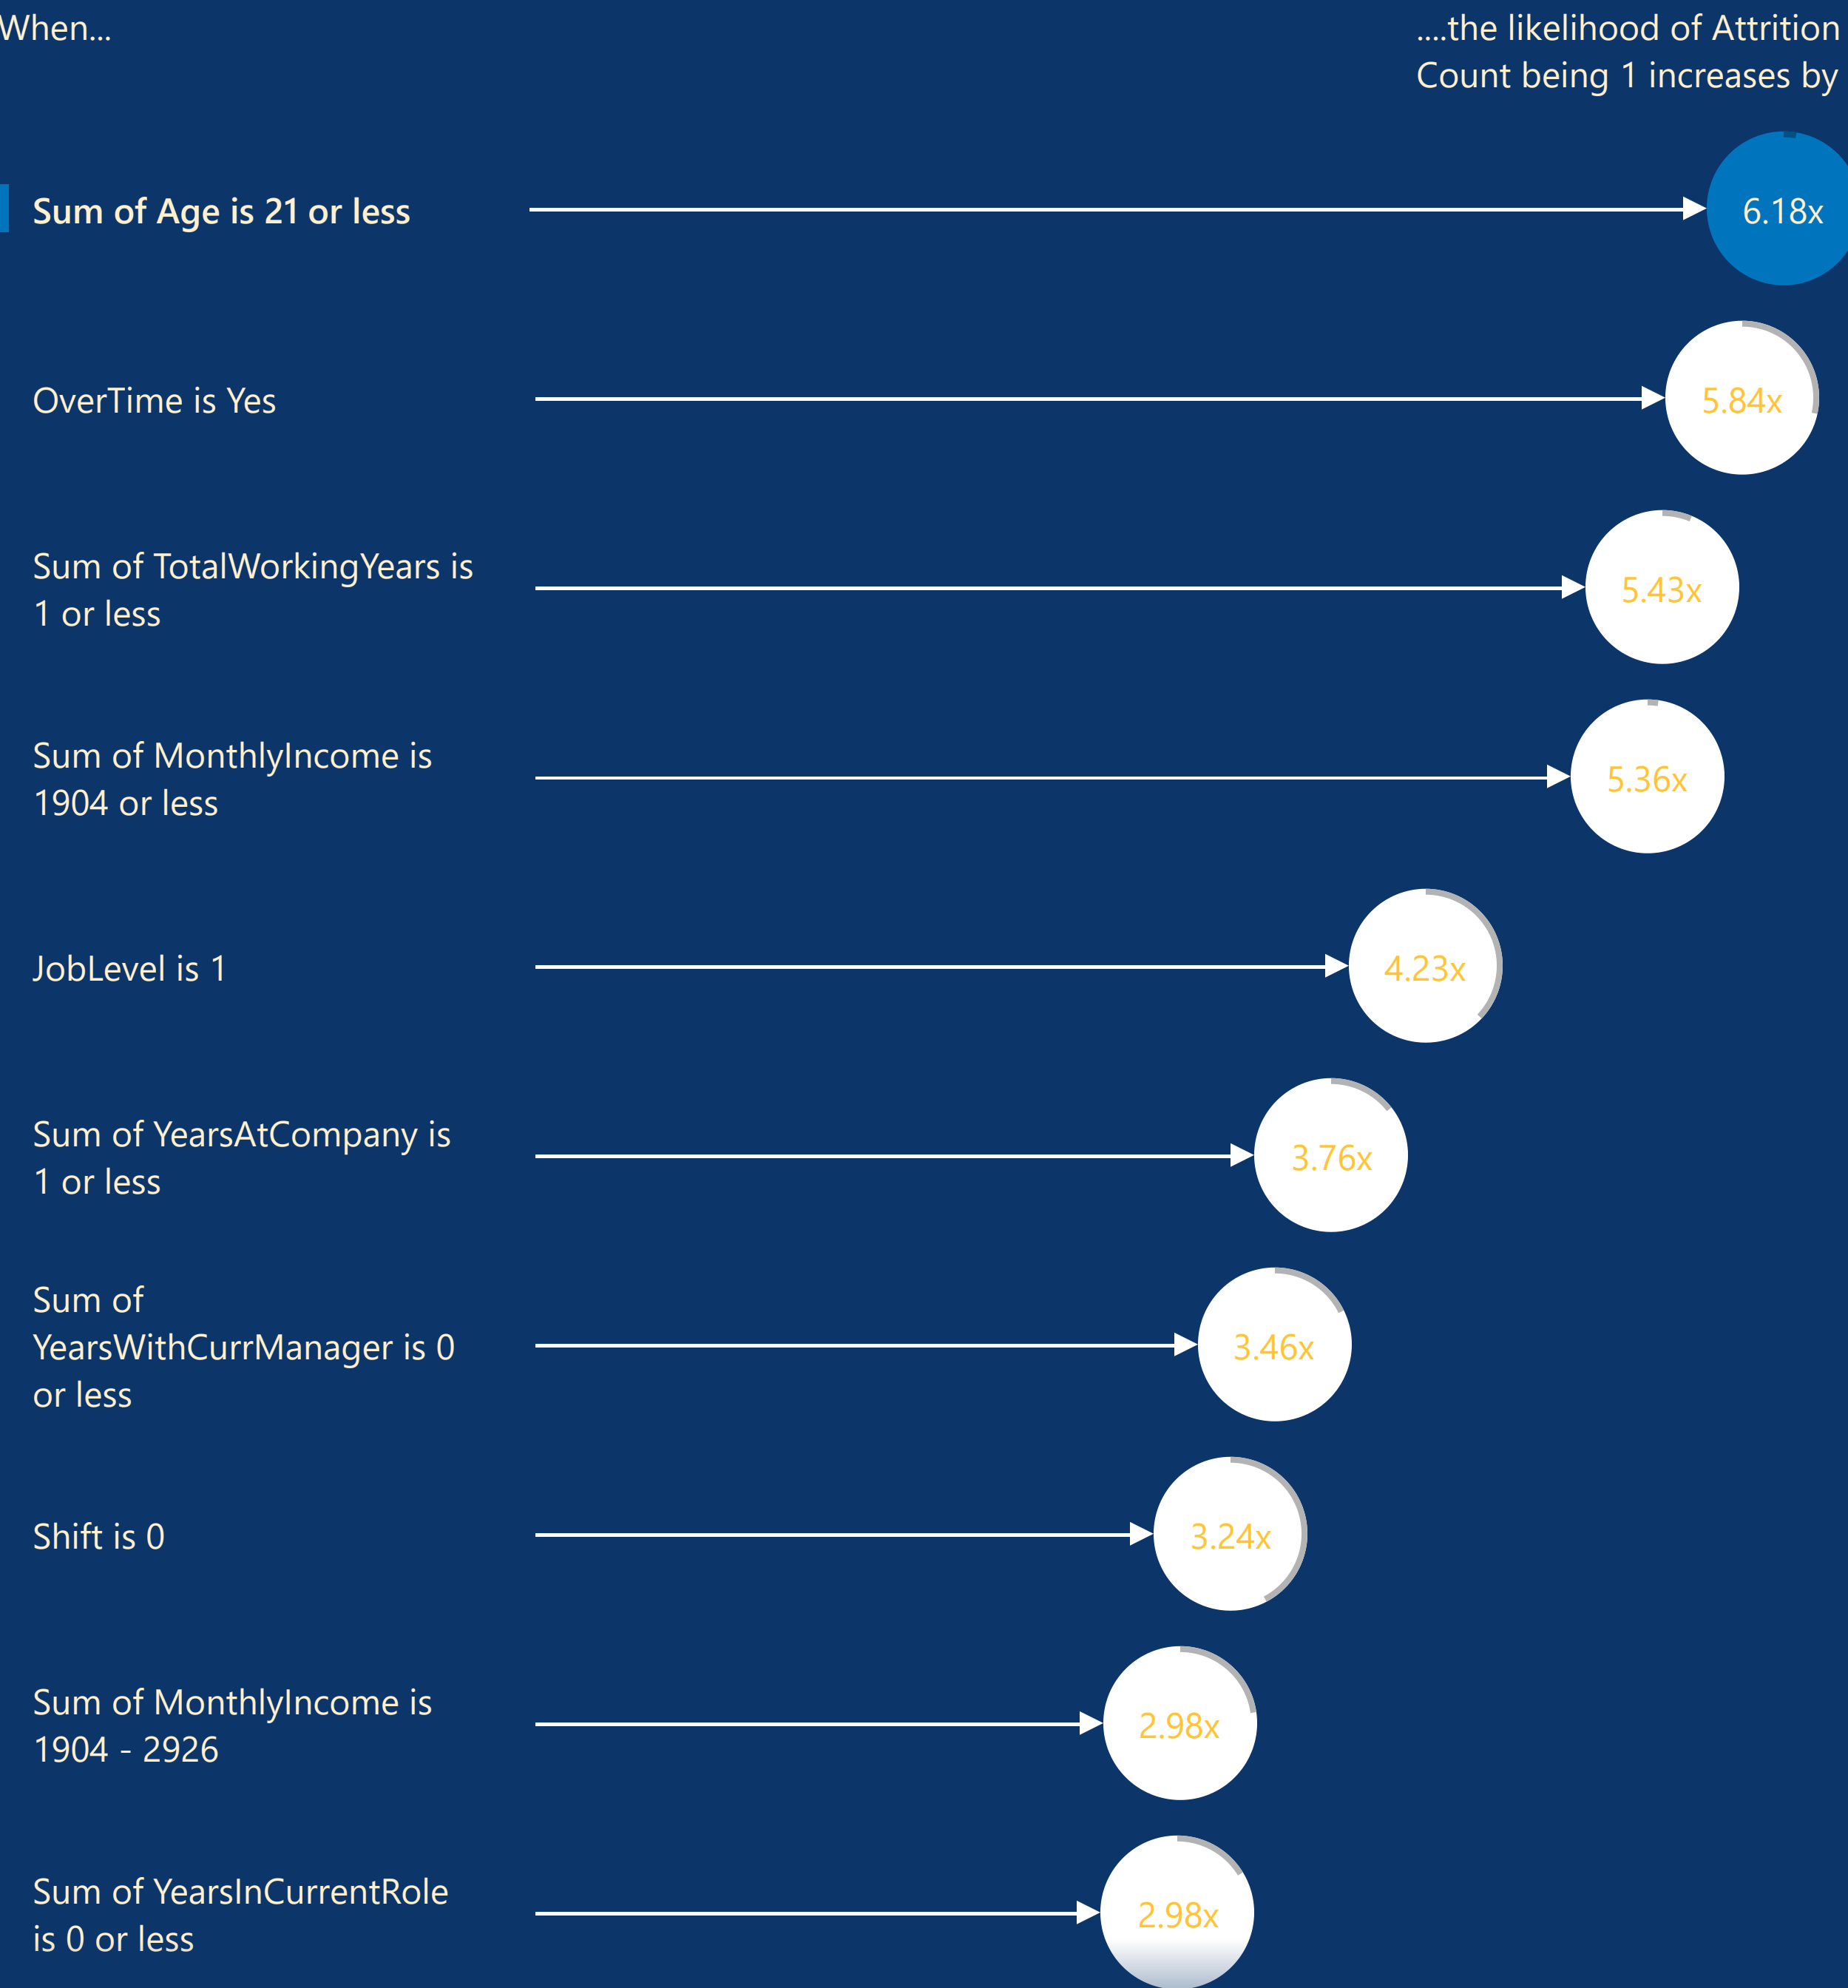 When...
....the likelihood of Attrition
Count being 1 increases by
Sum of Age is 21 or less
6.18x
OverTime is Yes
5.84x
Sum of TotalWorkingYears is
1 or less
5.43x
Sum of MonthlyIncome is
1904 or less
5.36x
JobLevel is 1
4.23x
Sum of YearsAtCompany is
1 or less
3.76x
Sum of
YearsWithCurrManager is 0
or less
3.46x
Shift is 0
3.24x
Sum of MonthlyIncome is
1904 - 2926
2.98x
Sum of YearsInCurrentRole
is 0 or less
2.98x